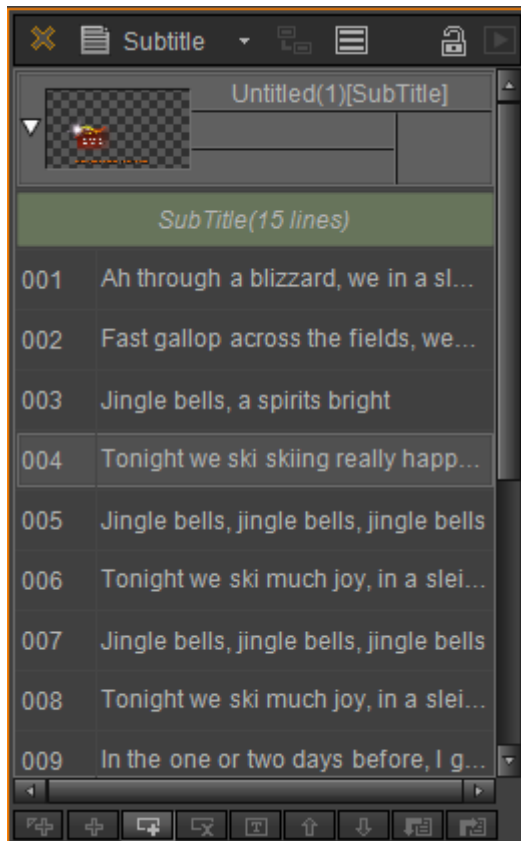 Subtitle
Untitled(1)[SubTitle]
SubTitle(15 lines)
001 Ah through a blizzard, we in a sl...
002 Fast gallop across the fields, we...
003 Jingle bells, a spirits bright
004 Tonight we ski skiing really happ...
005 Jingle bells, jingle bells, jingle bells
006 Tonight we ski much joy, in a slei...
007 Jingle bells, jingle bells, jingle bells
008 Tonight we ski much joy, in a slei...
009 In the one or two days before, I g...